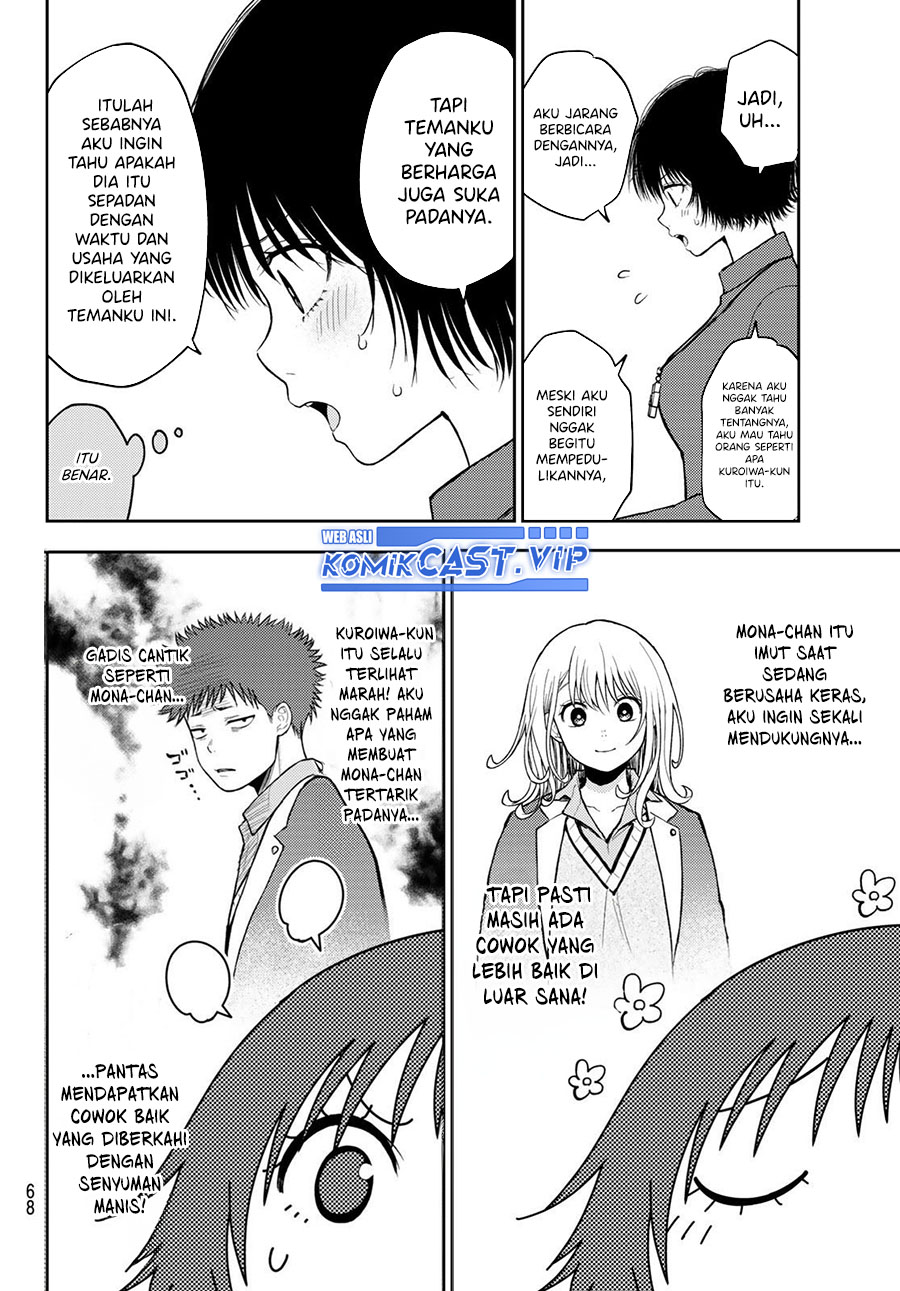 JADI,
UH...
AKU JARANG
BERBICARA
DENGANNYA,
JADI...
KARENA AKU
NGGAK TAHU
BANYAK
TENTANGNYA,
AKU MAU TAHU
ORANG SEPERTI
APA
KUROIWA-KUN
ITU.
MESKI AKU
SENDIRI
NGGAK
BEGITU
MEMPEDU-
LIKANNYA,
TAPI
TEMANKU
YANG
BERHARGA
JUGA SUKA
PADANYA.
ITULAH
SEBABNYA
AKU INGIN
TAHU APAKAH
DIA ITU
SEPADAN
DENGAN
WAKTU DAN
USAHA YANG
DIKELUARKAN
OLEH
TEMANKU INI.
ITU
BENAR.
WEB ASLI
KOMIKCAST.VIP
MONA-CHAN ITU
IMUT SAAT
SEDANG
BERUSAHA KERAS,
AKU INGIN SEKALI
MENDUKUNGNYA...
TAPI PASTI
MASIH ADA
COWOK YANG
LEBIH BAIK DI
LUAR SANA!
KUROIWA-KUN
ITU SELALU
TERLIHAT
MARAH! AKU
NGGAK PAHAM
APA YANG
MEMBUAT
MONA-CHAN
TERTARIK
PADANYA...
GADIS CANTIK
SEPERTI
MONA-CHAN...
ゴゴゴ...
...PANTAS
MENDAPATKAN
COWOK BAIK
YANG DIBERKAHI
DENGAN
SENYUMAN
MANIS!
68